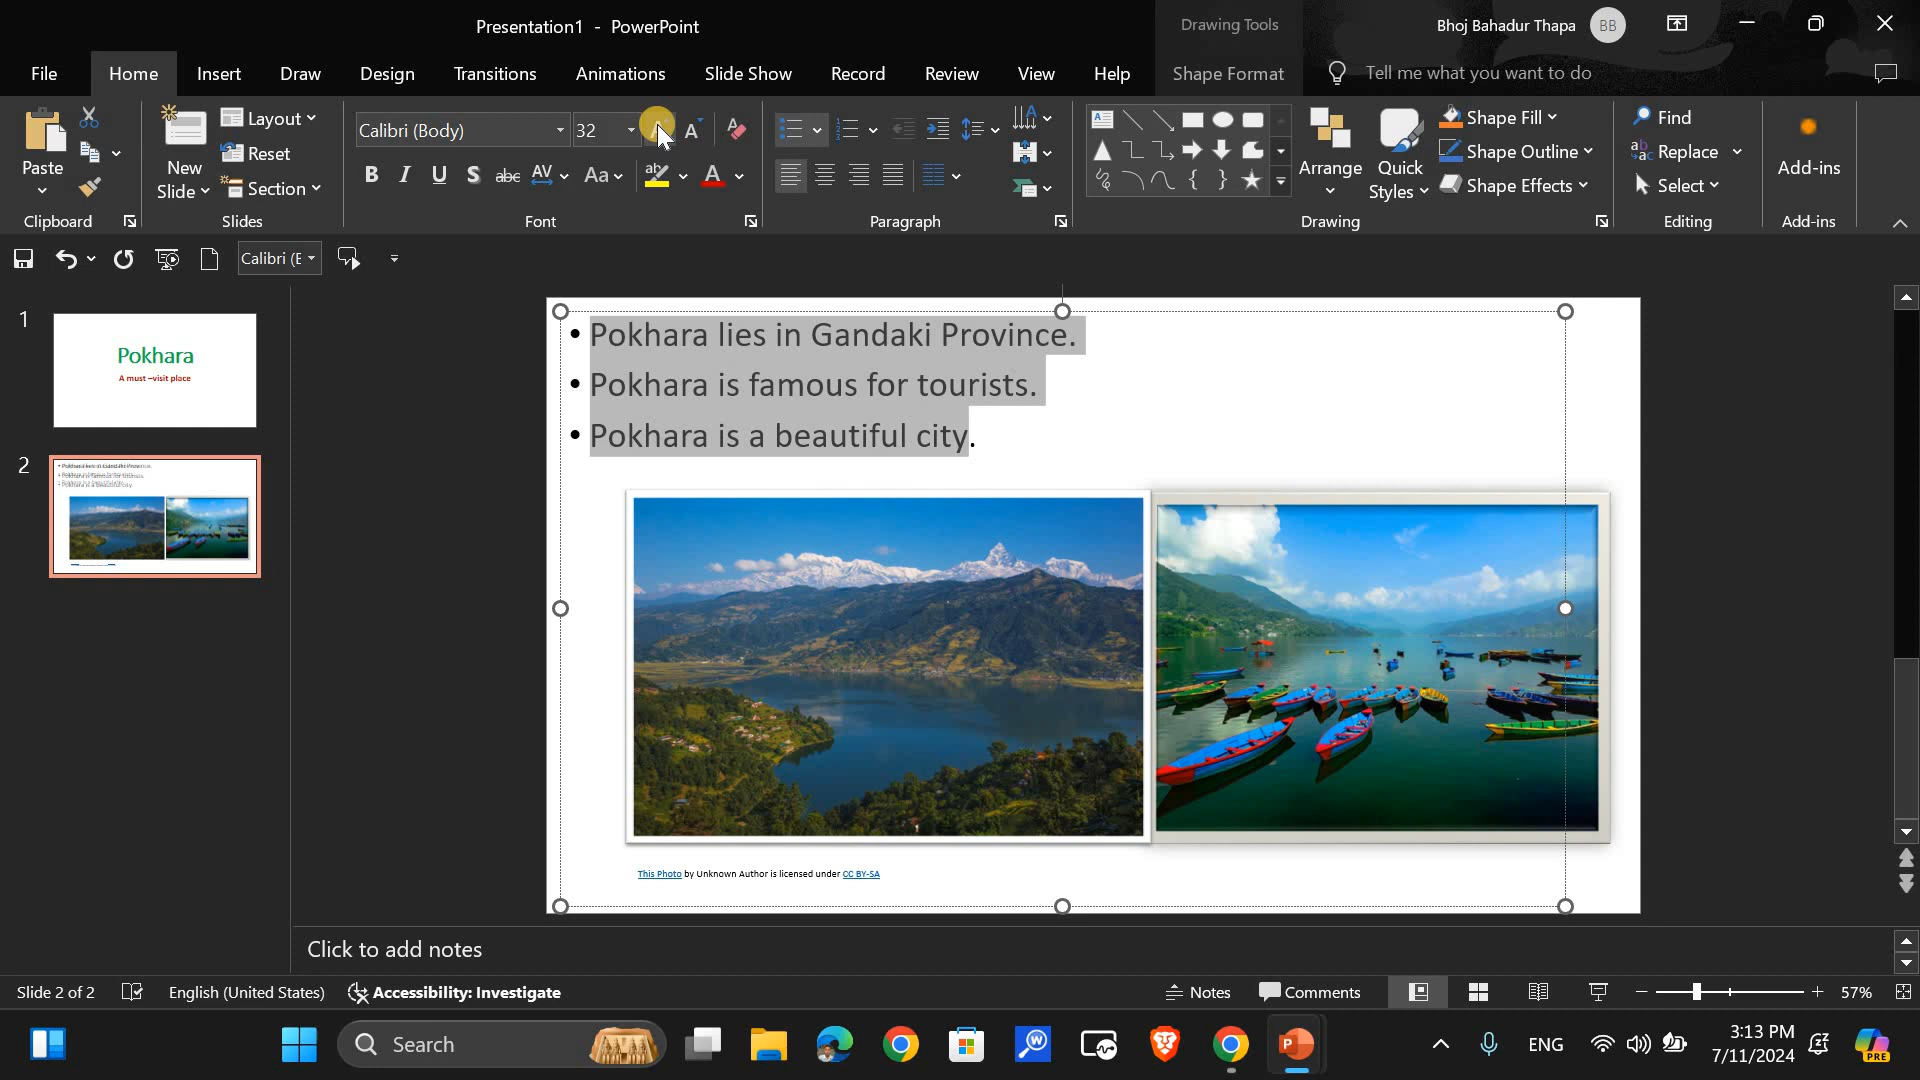 Presentation1 - PowerPoint
Drawing Tools
Bhoj Bahadur Thapa
BB
File
Home
Insert
Draw
Design
Transitions
Animations
Slide Show
Record
Review
View
Help
Shape Format
Tell me what you want to do
Paste
Clipboard
New Slide
Layout
Reset
Section
Slides
Calibri (Body)
32
Font
Paragraph
Arrange
Quick Styles
Shape Fill
Shape Outline
Shape Effects
Drawing
Find
Replace
Select
Editing
Add-ins
Add-ins
Calibri (E
1
Pokhara
A must –visit place
2
• Pokhara lies in Gandaki Province.
• Pokhara is famous for tourists.
• Pokhara is a beautiful city.
This Photo by Unknown Author is licensed under CC BY-SA
Click to add notes
Slide 2 of 2
English (United States)
Accessibility: Investigate
Notes
Comments
57%
Search
ENG
3:13 PM
7/11/2024
PRE